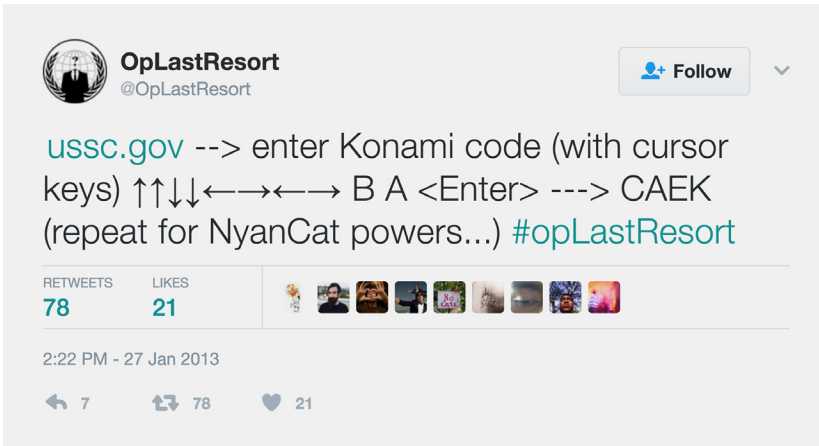 OpLastResort
@OpLastResort
Follow
ussc.gov --> enter Konami code (with cursor
keys) ↑↑↓↓←→←→ B A <Enter> ---> CAEK
(repeat for NyanCat powers...) #opLastResort
RETWEETS LIKES
78 21
No
2:22 PM - 27 Jan 2013
7 78 21